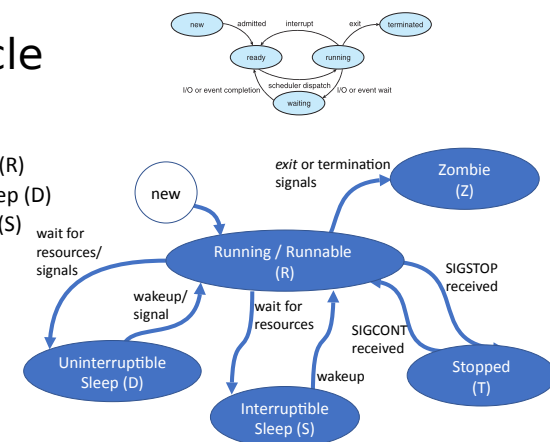 cle
new
admitted
interrupt
exit
terminated
ready
running
I/O or event completion
scheduler dispatch
I/O or event wait
waiting
(R)
ep (D)
(S)
new
exit or termination
signals
Zombie
(Z)
wait for
resources/
signals
Running / Runnable
(R)
SIGSTOP
received
wakeup/
signal
wait for
resources
SIGCONT
received
Uninterruptible
Sleep (D)
wakeup
Stopped
(T)
Interruptible
Sleep (S)